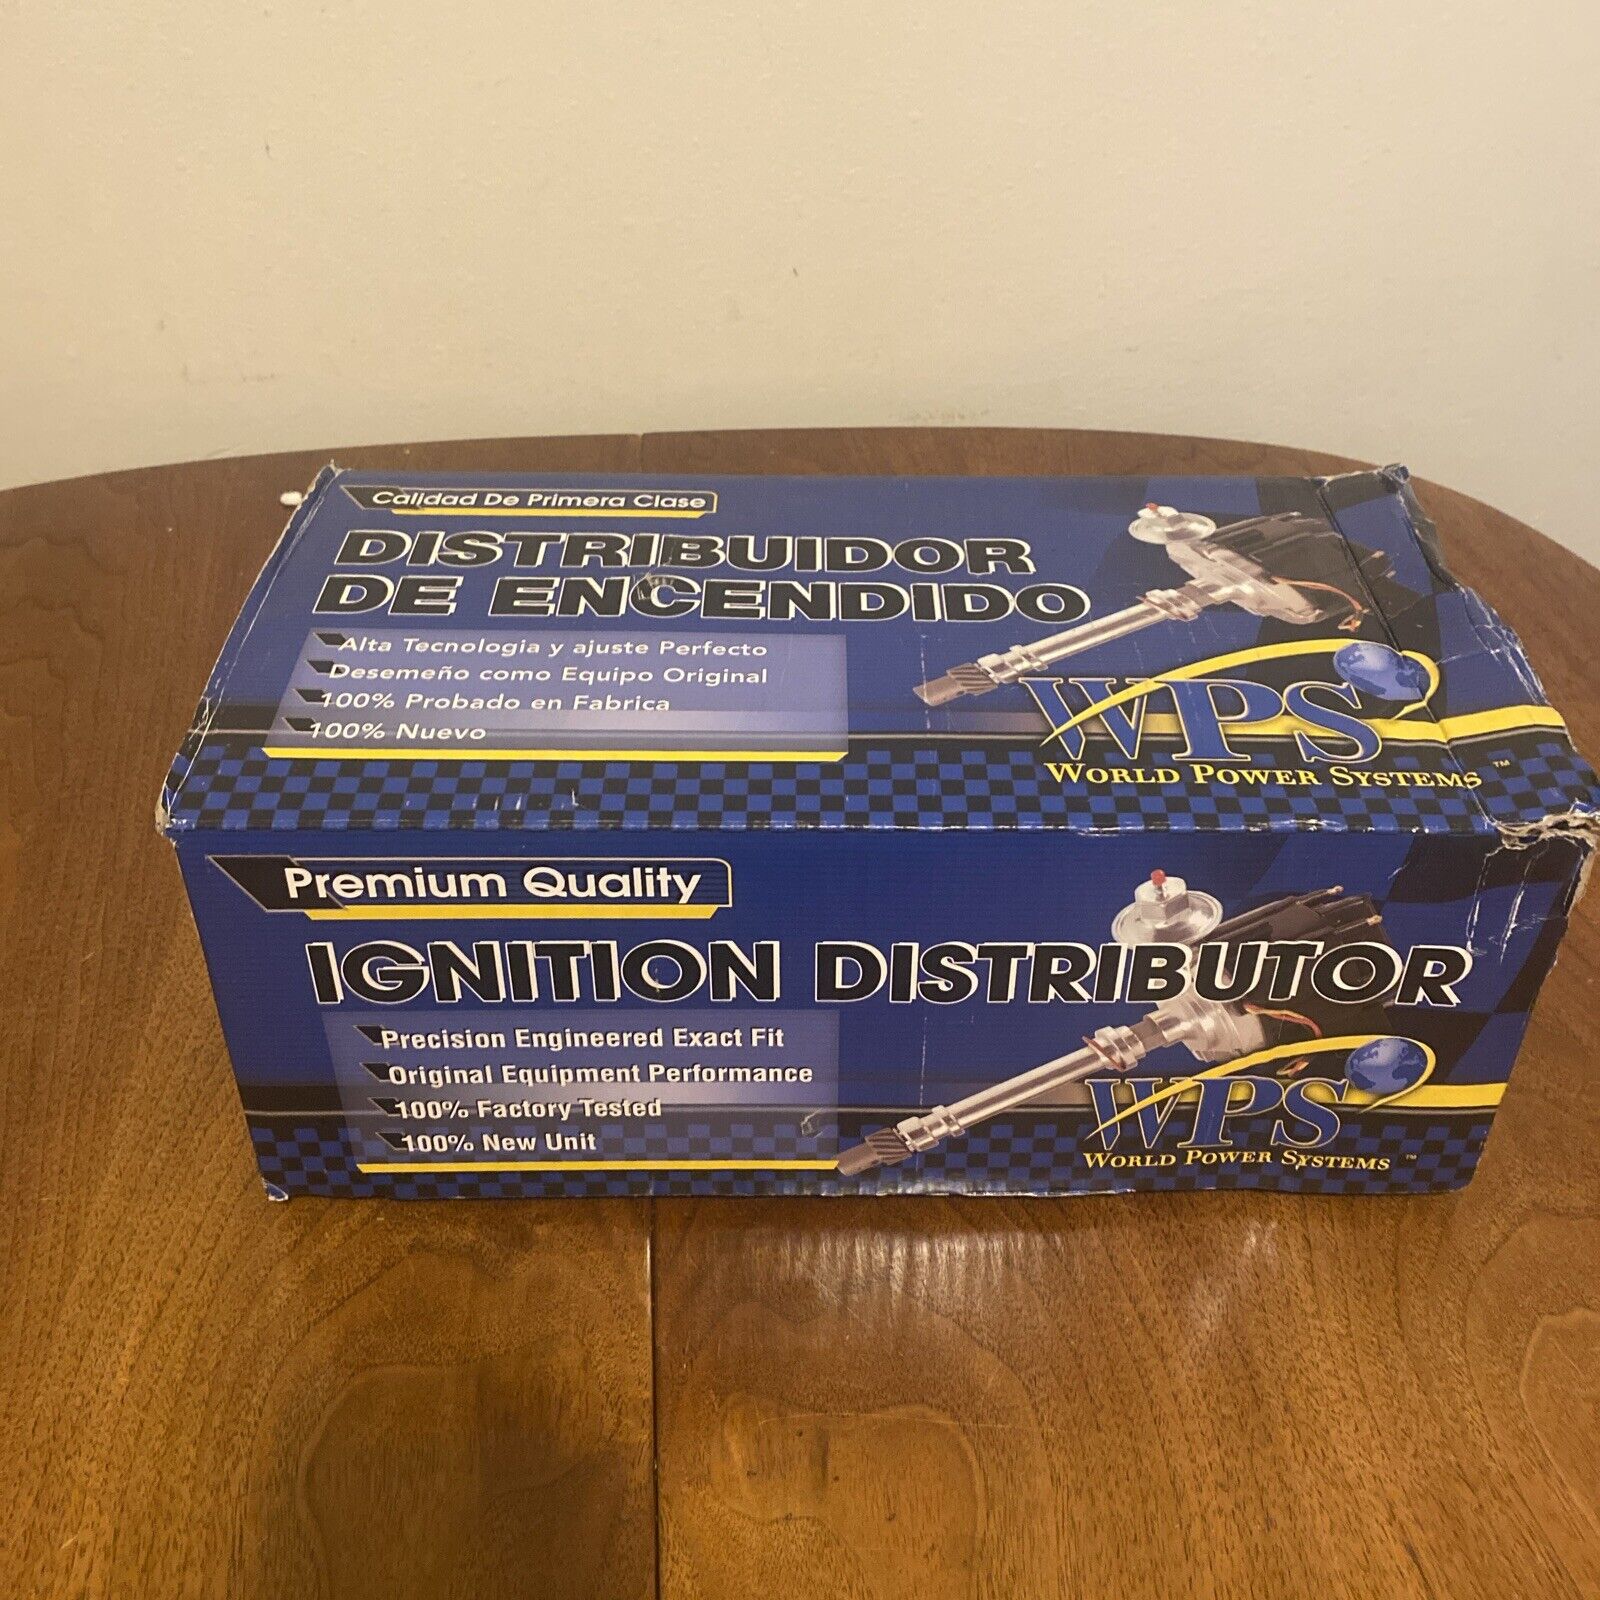 Calidad De Primera Clase
DISTRIBUIDOR
DE ENCENDIDO
Alta Tecnologia y ajuste Perfecto
Desemeño como Equipo Original
100% Probado en Fabrica
100% Nuevo
WPS
WORLD POWER SYSTEMS ™
Premium Quality
IGNITION DISTRIBUTOR
Precision Engineered Exact Fit
Original Equipment Performance
100% Factory Tested
100% New Unit
WPS
WORLD POWER SYSTEMS ™